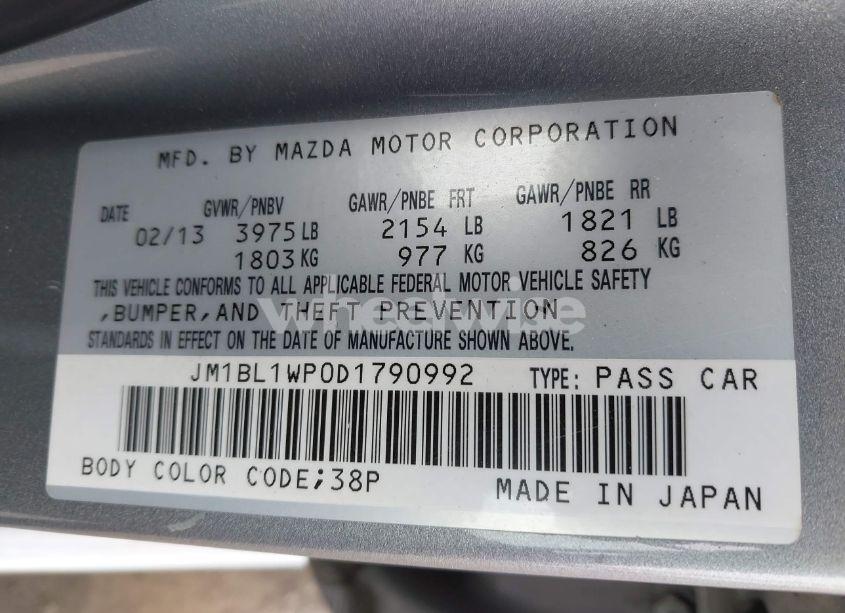 MFD. BY MAZDA MOTOR CORPORATION
DATE GVWR/PNBV GAWR/PNBE FRT GAWR/PNBE RR
02/13 3975 LB 2154 LB 1821 LB
1803 KG 977 KG 826 KG
THIS VEHICLE CONFORMS TO ALL APPLICABLE FEDERAL MOTOR VEHICLE SAFETY
,BUMPER,AND THEFT PREVENTION
wheelwise
STANDARDS IN EFFECT ON THE DATE OF MANUFACTURE SHOWN ABOVE.
JM1BL1WP0D1790992 TYPE: PASS CAR
BODY COLOR CODE;38P
MADE IN JAPAN